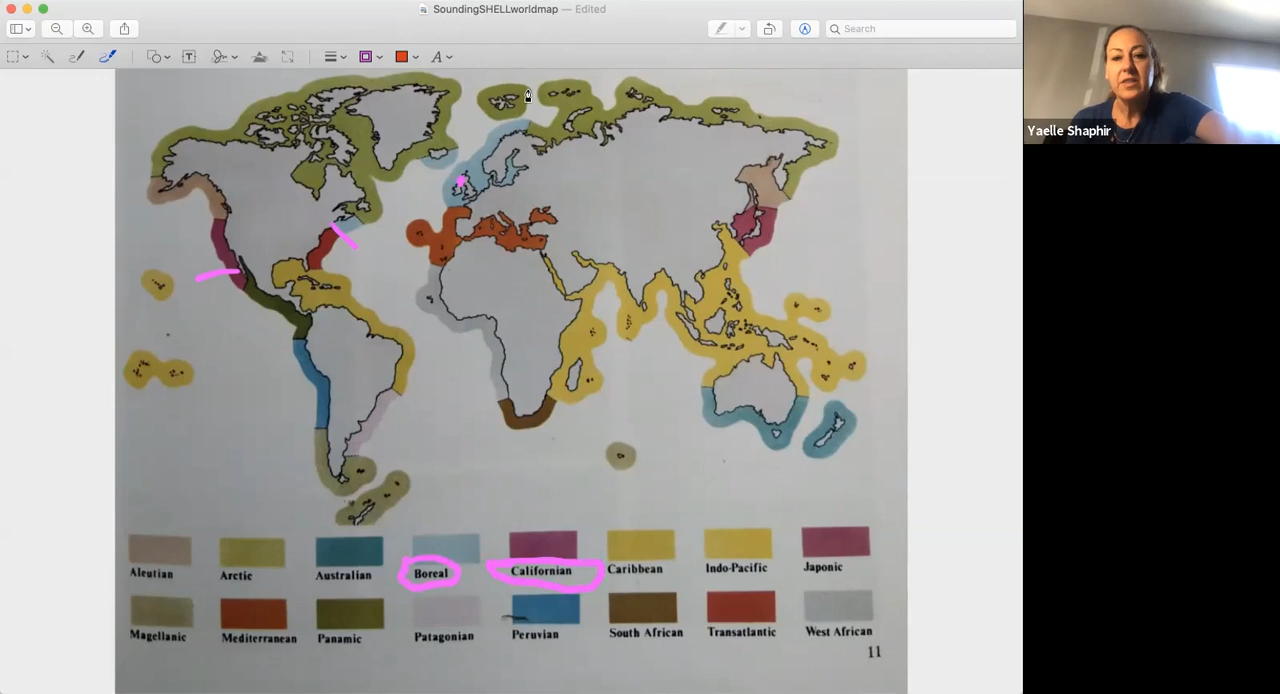 SoundingSHELLworldmap — Edited
Search
Yaelle Shaphir
Aleutian Arctic Australian Boreal Californian Caribbean Indo-Pacific Japonic
Magellanic Mediterranean Panamic Patagonian Peruvian South African Transatlantic West African
11